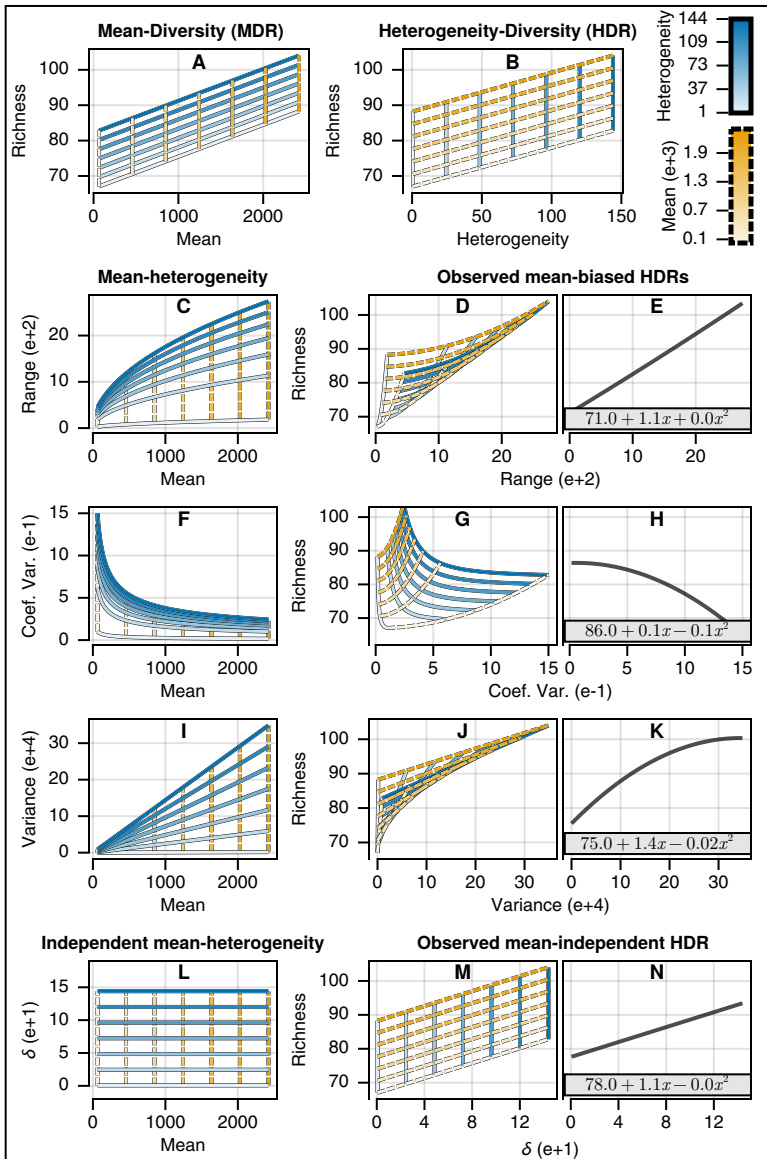 Mean-Diversity (MDR) Heterogeneity-Diversity (HDR)
A
Richness
100
90
80
70
0 1000 2000
Mean
B
Richness
100
90
80
70
0 50 100 150
Heterogeneity
Heterogeneity
144
109
73
37
1
Mean (e+3)
1.9
1.3
0.7
0.1
Mean-heterogeneity Observed mean-biased HDRs
C
Range (e+2)
20
10
0
0 1000 2000
Mean
D
Richness
100
90
80
70
0 10 20
E
71.0 + 1.1x + 0.0x²
0 10 20
Range (e+2)
F
Coef. Var. (e-1)
15
10
5
0
0 1000 2000
Mean
G
Richness
100
90
80
70
0 5 10 15
H
86.0 + 0.1x − 0.1x²
0 5 10 15
Coef. Var. (e-1)
I
Variance (e+4)
30
20
10
0
0 1000 2000
Mean
J
Richness
100
90
80
70
0 10 20 30
K
75.0 + 1.4x − 0.02x²
0 10 20 30
Variance (e+4)
Independent mean-heterogeneity Observed mean-independent HDR
L
δ (e+1)
15
10
5
0
0 1000 2000
Mean
M
Richness
100
90
80
70
0 4 8 12
N
78.0 + 1.1x − 0.0x²
0 4 8 12
δ (e+1)